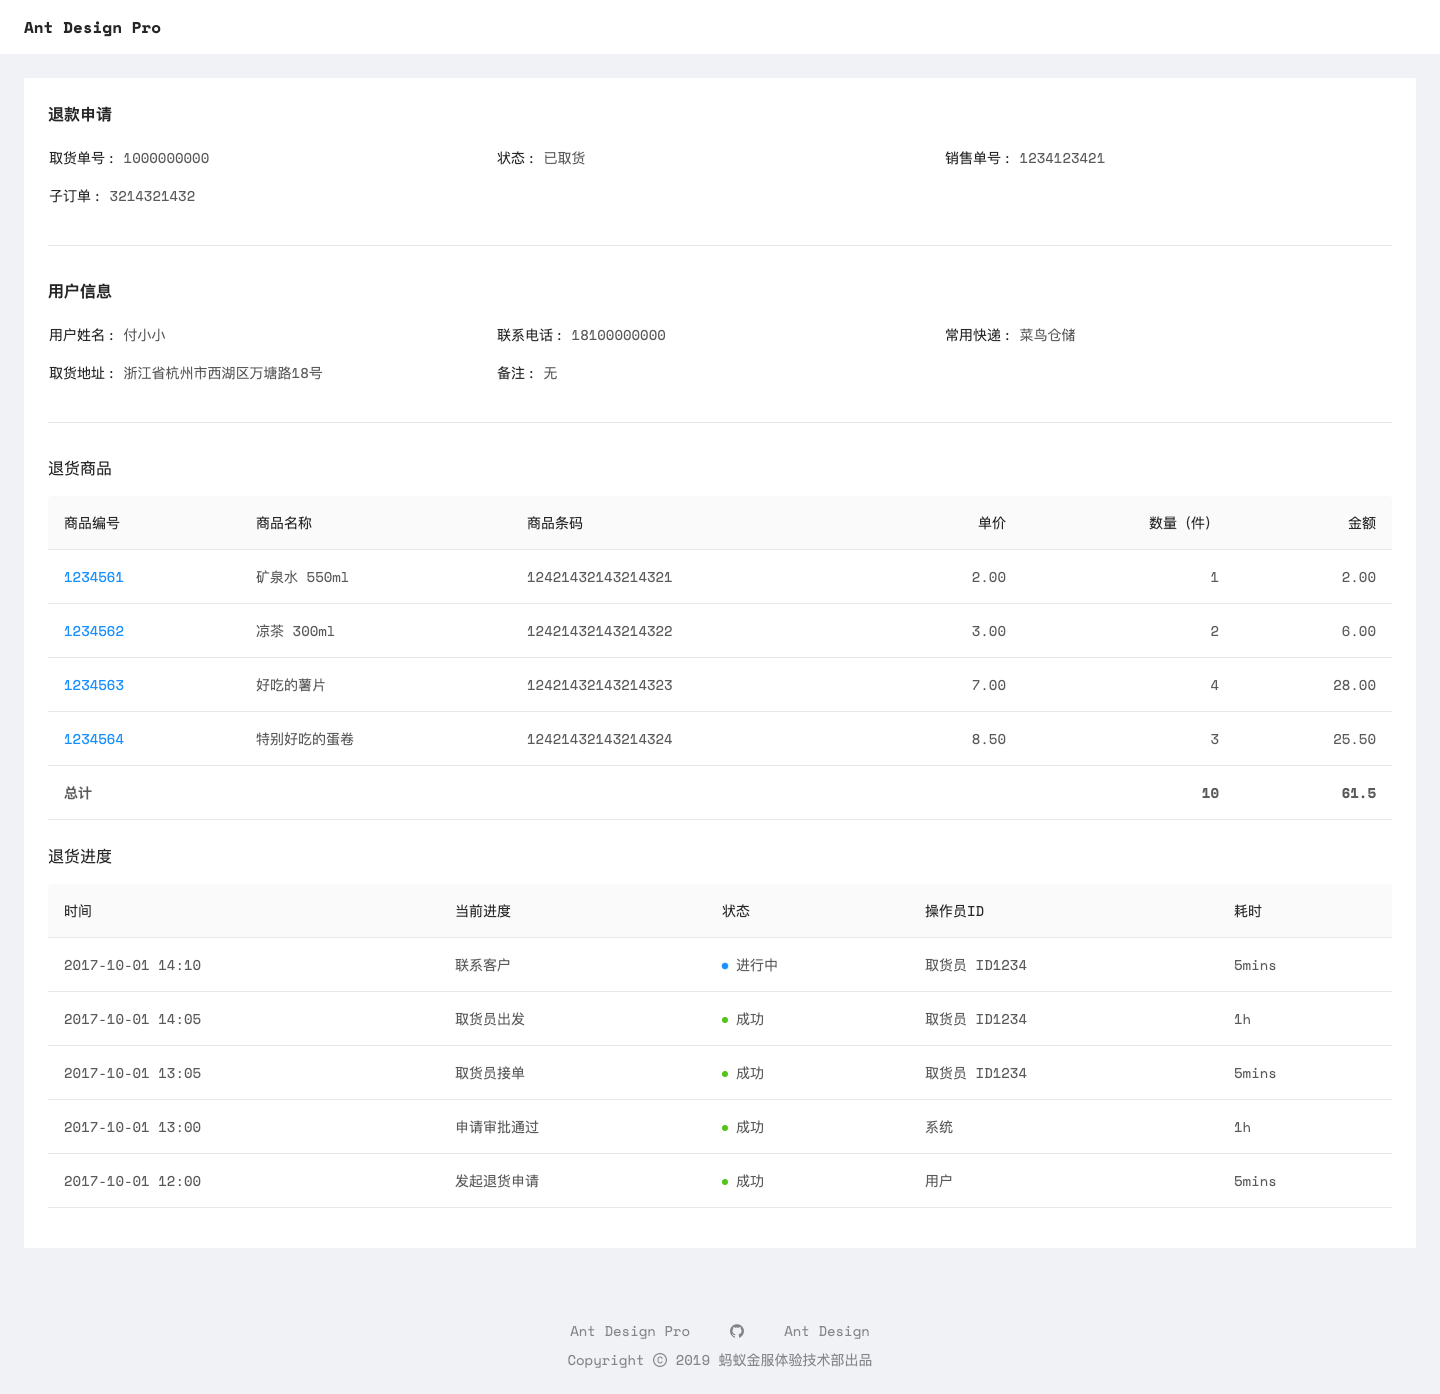 Ant Design Pro
退款申请
取货单号： 1000000000 状态： 已取货 销售单号： 1234123421
子订单： 3214321432
用户信息
用户姓名： 付小小 联系电话： 18100000000 常用快递： 菜鸟仓储
取货地址： 浙江省杭州市西湖区万塘路18号 备注： 无
退货商品
商品编号 商品名称 商品条码 单价 数量（件） 金额
1234561 矿泉水 550ml 12421432143214321 2.00 1 2.00
1234562 凉茶 300ml 12421432143214322 3.00 2 6.00
1234563 好吃的薯片 12421432143214323 7.00 4 28.00
1234564 特别好吃的蛋卷 12421432143214324 8.50 3 25.50
总计 10 61.5
退货进度
时间 当前进度 状态 操作员ID 耗时
2017-10-01 14:10 联系客户 进行中 取货员 ID1234 5mins
2017-10-01 14:05 取货员出发 成功 取货员 ID1234 1h
2017-10-01 13:05 取货员接单 成功 取货员 ID1234 5mins
2017-10-01 13:00 申请审批通过 成功 系统 1h
2017-10-01 12:00 发起退货申请 成功 用户 5mins
Ant Design Pro Ant Design
Copyright © 2019 蚂蚁金服体验技术部出品